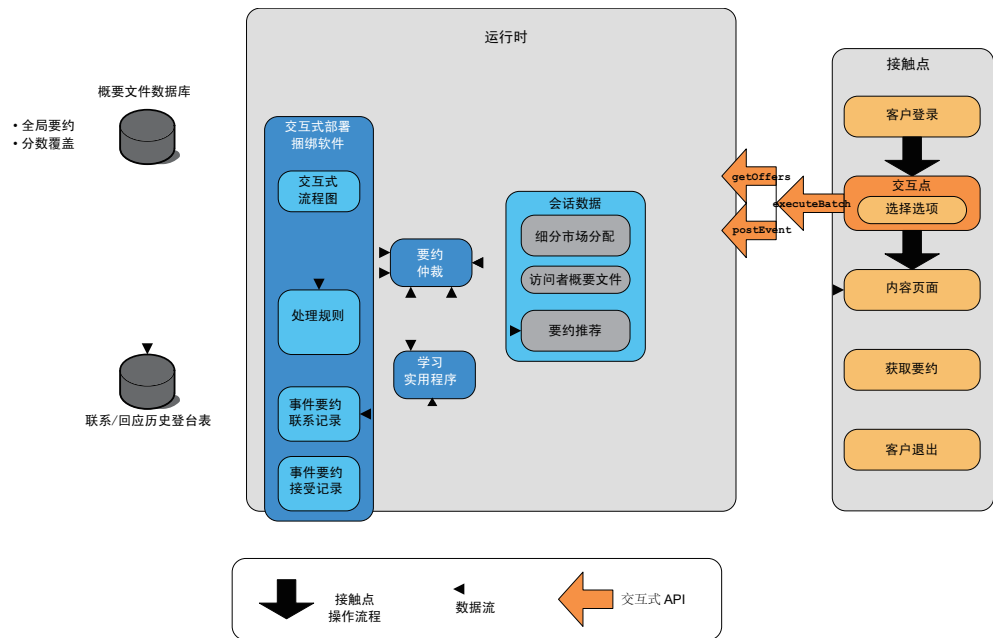 运行时
接触点
概要文件数据库
• 全局要约
• 分数覆盖
交互式部署
捆绑软件
交互式
流程图
处理规则
事件要约
联系记录
事件要约
接受记录
要约
仲裁
学习
实用程序
会话数据
细分市场分配
访问者概要文件
要约推荐
getOffers
executeBatch
postEvent
客户登录
交互点
选择选项
内容页面
获取要约
客户退出
联系/回应历史登台表
接触点
操作流程
数据流
交互式 API